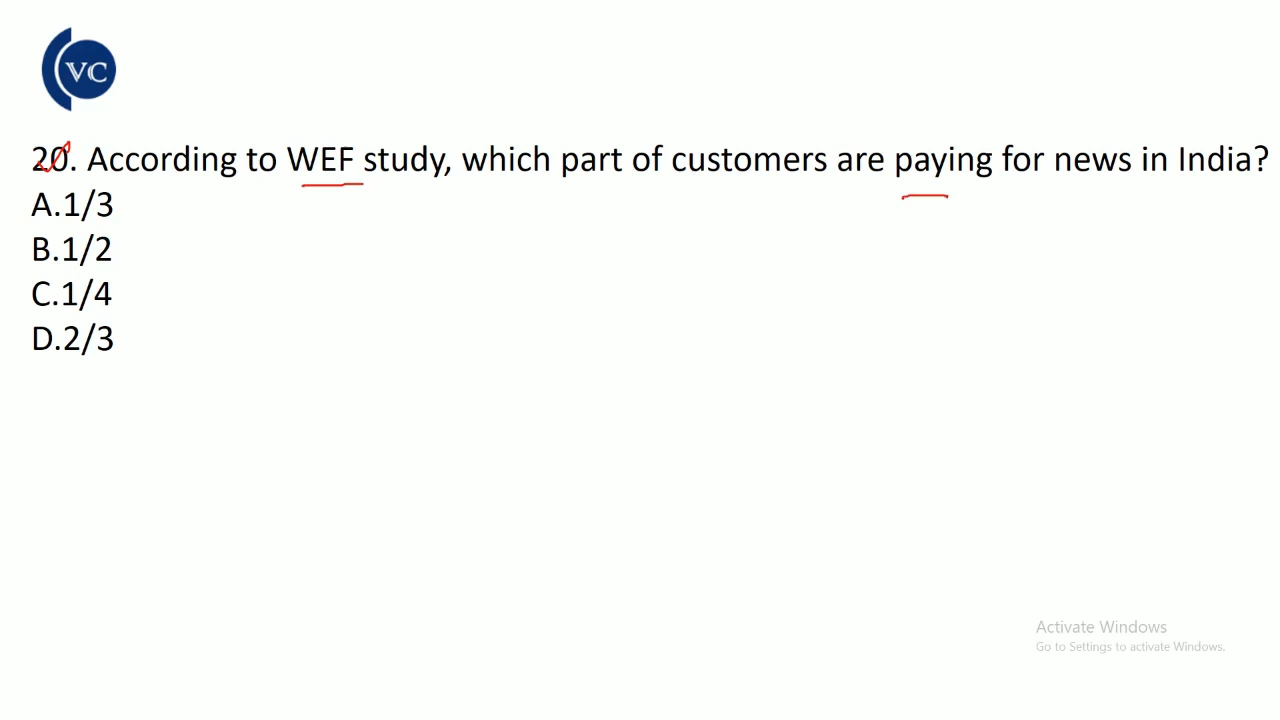 VC
20. According to WEF study, which part of customers are paying for news in India?
A.1/3
B.1/2
C.1/4
D.2/3
Activate Windows
Go to Settings to activate Windows.